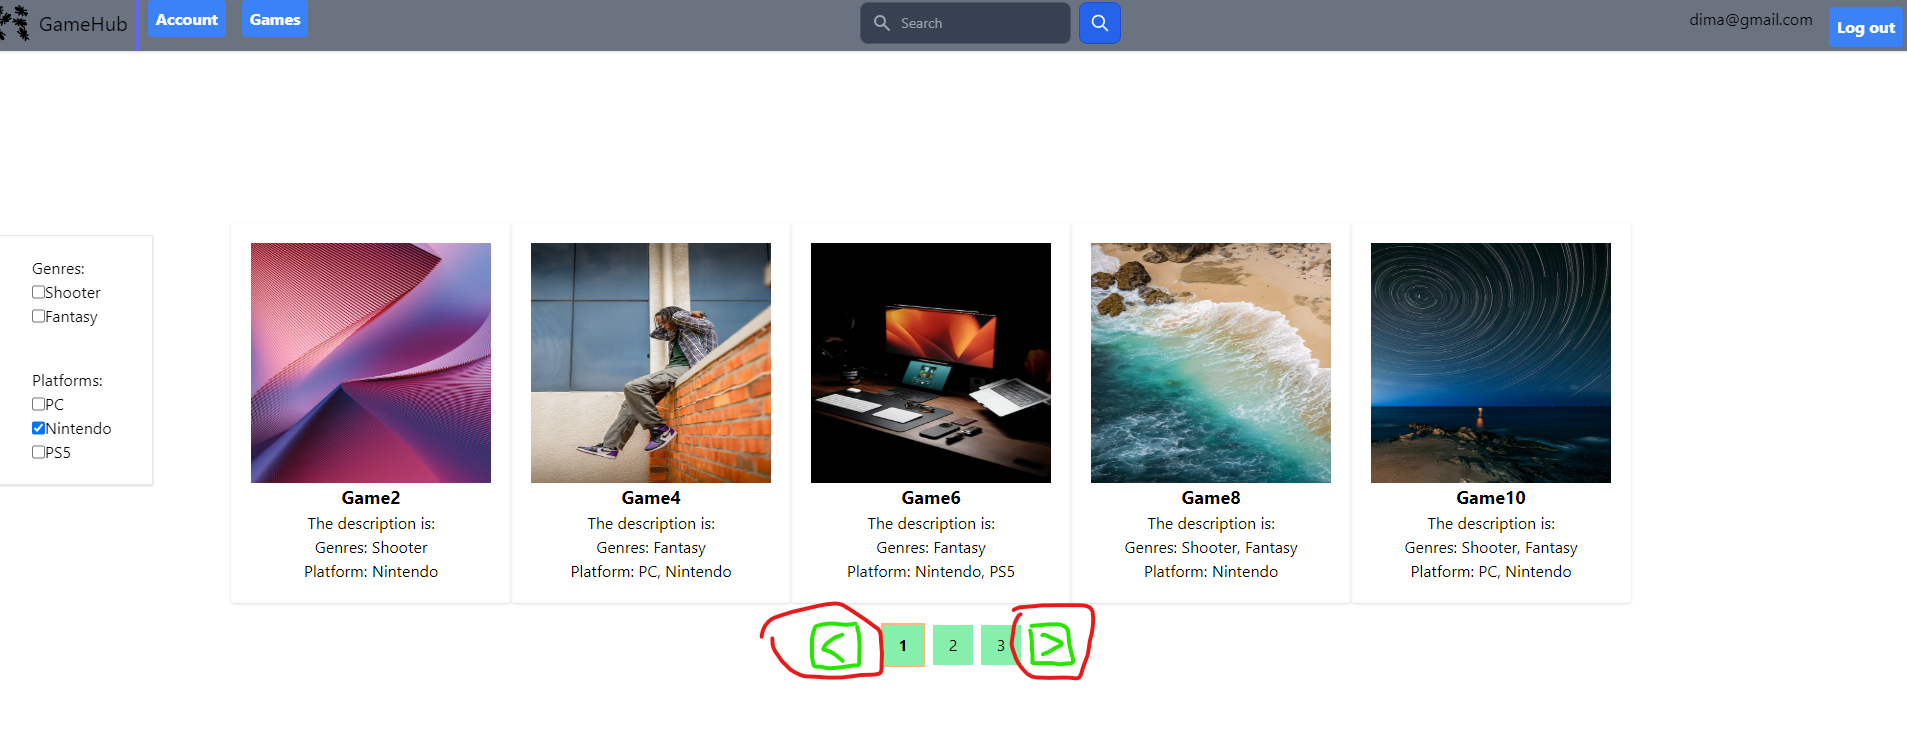 GameHub
Account
Games
Search
dima@gmail.com
Log out
Genres:
Shooter
Fantasy
Platforms:
PC
Nintendo
PS5
Game2
The description is:
Genres: Shooter
Platform: Nintendo
Game4
The description is:
Genres: Fantasy
Platform: PC, Nintendo
Game6
The description is:
Genres: Fantasy
Platform: Nintendo, PS5
Game8
The description is:
Genres: Shooter, Fantasy
Platform: Nintendo
Game10
The description is:
Genres: Shooter, Fantasy
Platform: PC, Nintendo
< 1 2 3 >